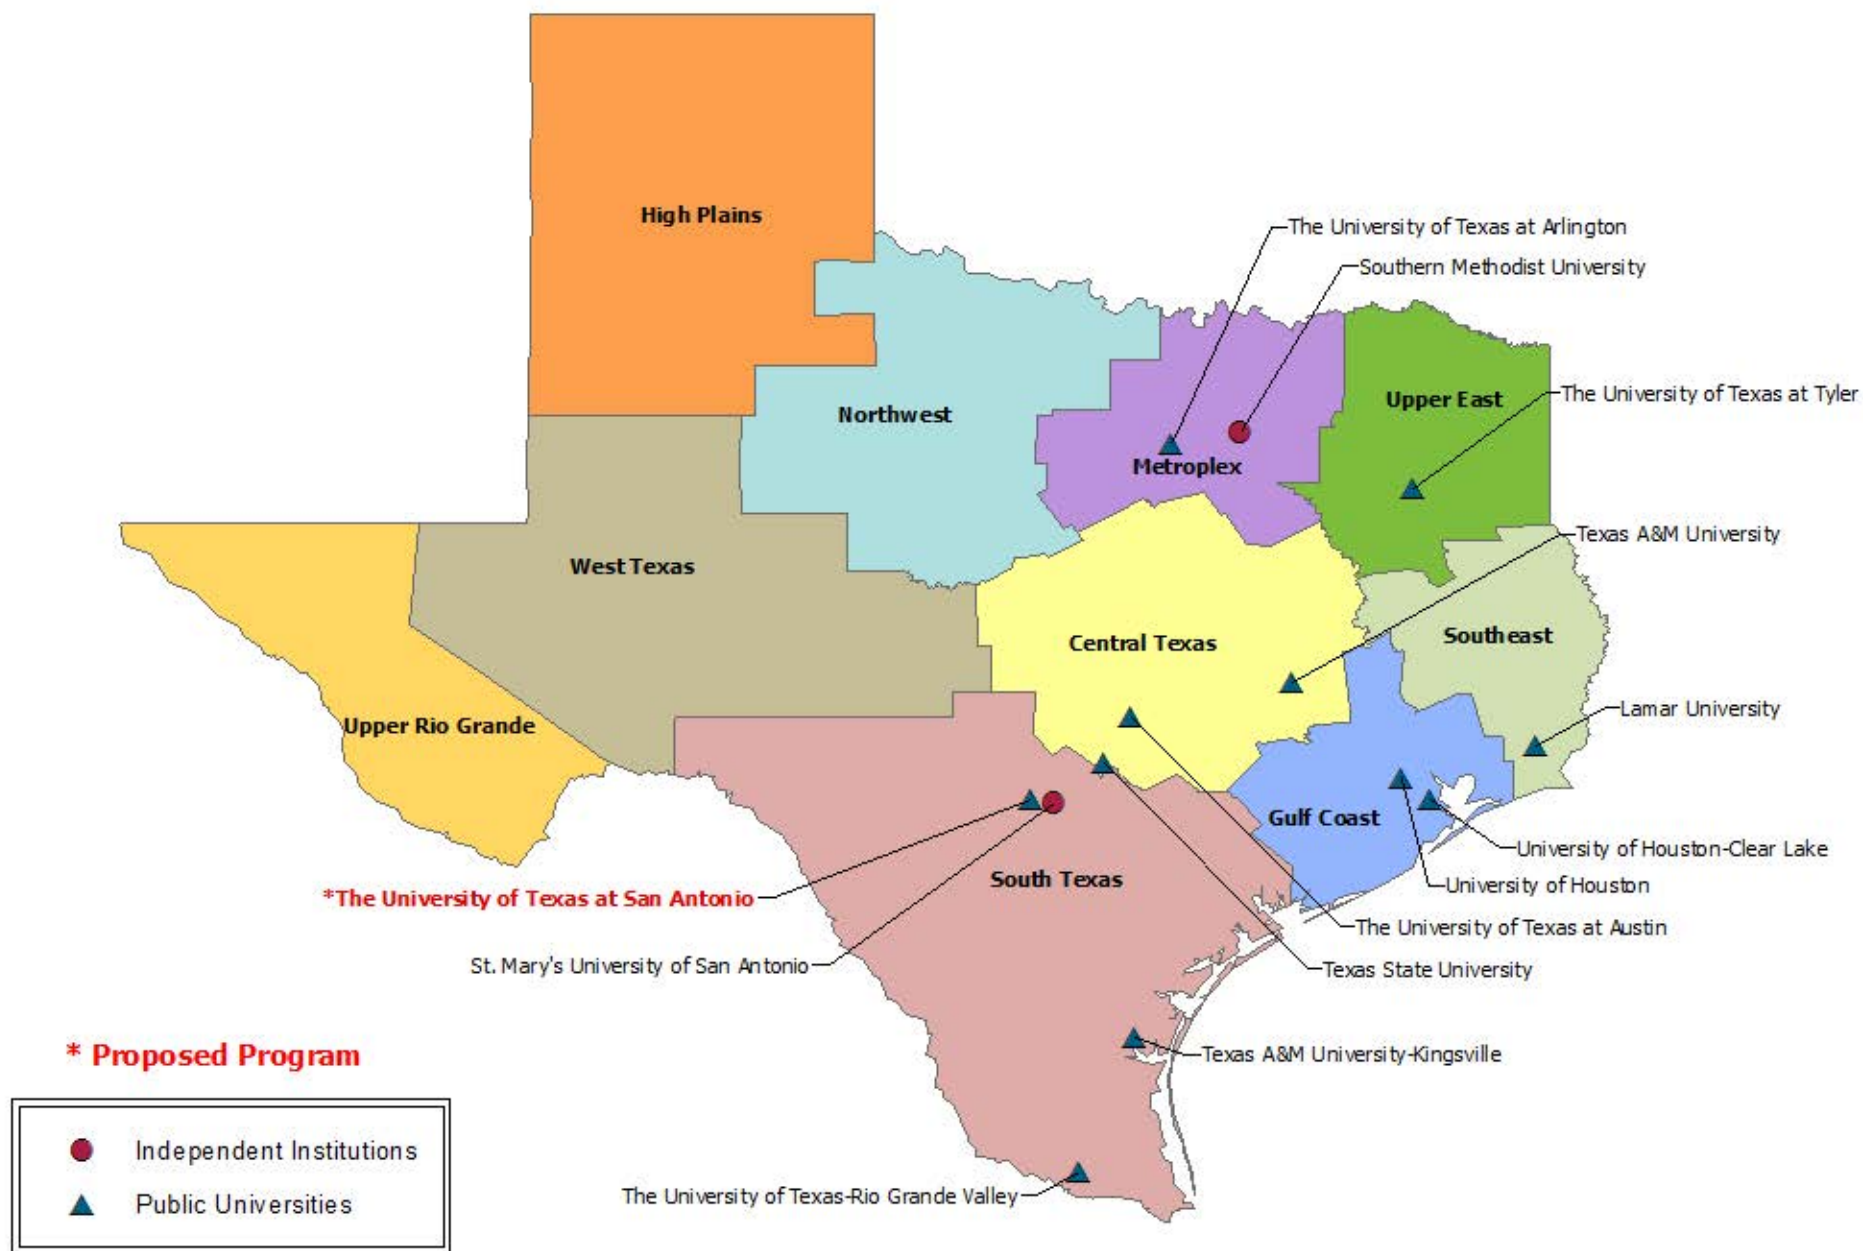 High Plains
The University of Texas at Arlington
Southern Methodist University
Northwest
Upper East
The University of Texas at Tyler
Metroplex
Texas A&M University
West Texas
Central Texas
Southeast
Upper Rio Grande
Lamar University
Gulf Coast
University of Houston-Clear Lake
South Texas
University of Houston
*The University of Texas at San Antonio
The University of Texas at Austin
St. Mary's University of San Antonio
Texas State University
* Proposed Program
Texas A&M University-Kingsville
Independent Institutions
The University of Texas-Rio Grande Valley
Public Universities